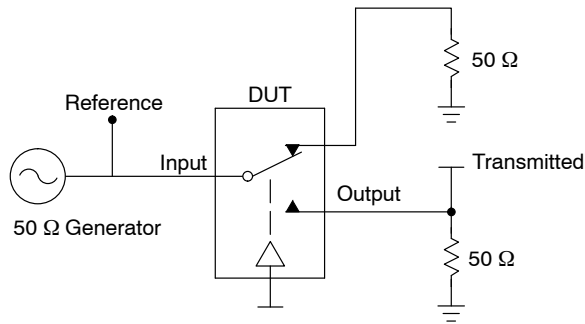 50 Ω
DUT
Reference
Input
Transmitted
Output
50 Ω Generator
50 Ω